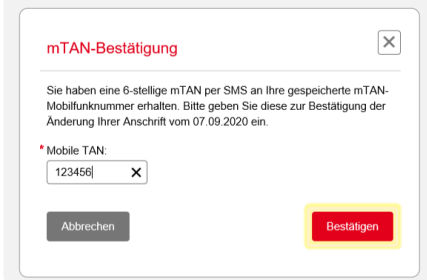 mTAN-Bestätigung
Sie haben eine 6-stellige mTAN per SMS an Ihre gespeicherte mTAN-
Mobilfunknummer erhalten. Bitte geben Sie diese zur Bestätigung der
Änderung Ihrer Anschrift vom 07.09.2020 ein.
* Mobile TAN:
123456
Abbrechen Bestätigen